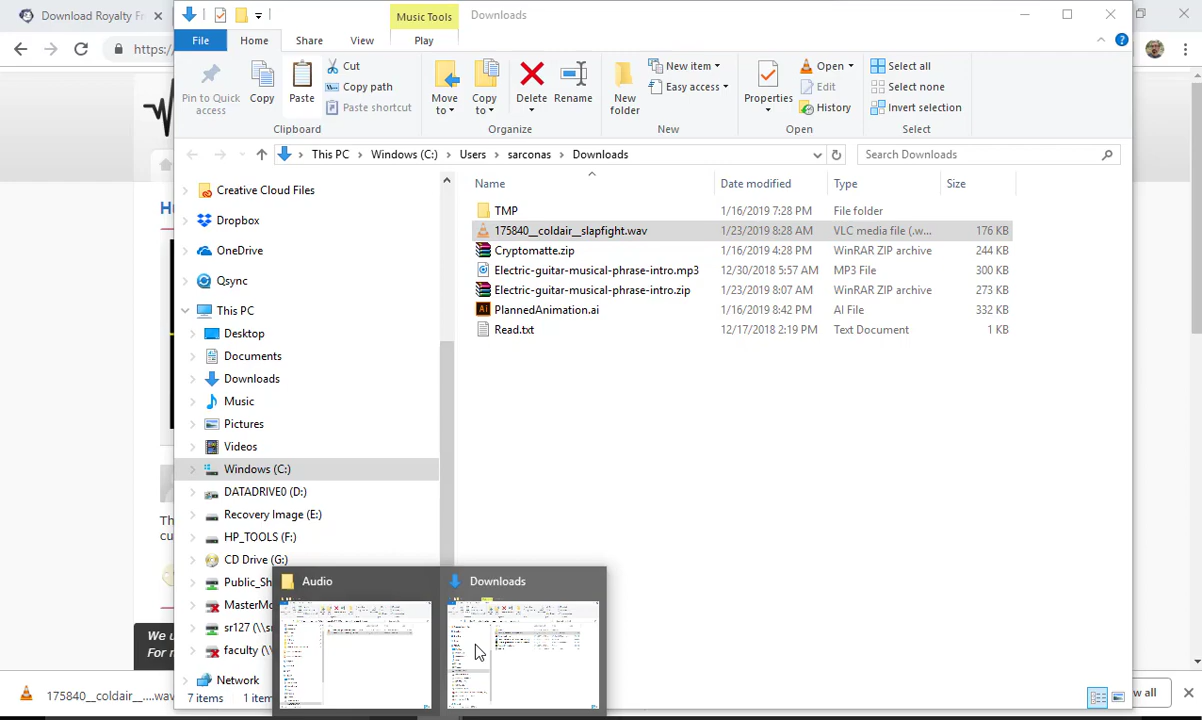 Download Royalty Fr
Music Tools
Downloads
File
Home
Share
View
Play
https:/
Pin to Quick access
Copy
Paste
Cut
Copy path
Paste shortcut
Clipboard
Move to
Copy to
Delete
Rename
Organize
New folder
New item
Easy access
New
Properties
Open
Edit
History
Open
Select all
Select none
Invert selection
Select
This PC > Windows (C:) > Users > sarconas > Downloads
Search Downloads
Name Date modified Type Size
TMP 1/16/2019 7:28 PM File folder
175840__coldair__slapfight.wav 1/23/2019 8:28 AM VLC media file (.w... 176 KB
Cryptomatte.zip 1/16/2019 4:28 PM WinRAR ZIP archive 244 KB
Electric-guitar-musical-phrase-intro.mp3 12/30/2018 5:57 AM MP3 File 300 KB
Electric-guitar-musical-phrase-intro.zip 1/23/2019 8:07 AM WinRAR ZIP archive 273 KB
PlannedAnimation.ai 1/16/2019 8:42 PM AI File 332 KB
Read.txt 12/17/2018 2:19 PM Text Document 1 KB
Creative Cloud Files
Dropbox
OneDrive
Qsync
This PC
Desktop
Documents
Downloads
Music
Pictures
Videos
Windows (C:)
DATADRIVE0 (D:)
Recovery Image (E:)
HP_TOOLS (F:)
CD Drive (G:)
Public_Sh
MasterMo
sr127 (\\s
faculty (\\
Network
7 items 1 item
Audio
Downloads
Th
cu
We u
For m
175840__coldair_....wav
w all